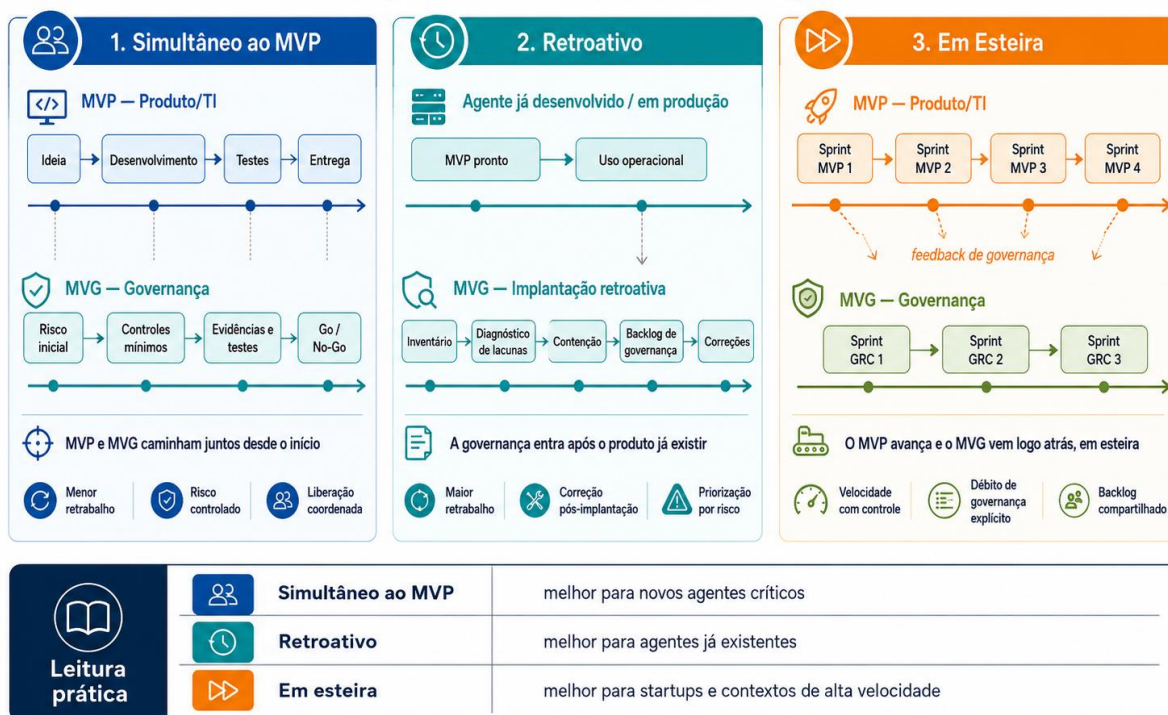 1. Simultâneo ao MVP
MVP — Produto/TI
Ideia
Desenvolvimento
Testes
Entrega
MVG — Governança
Risco
inicial
Controles
mínimos
Evidências e
testes
Go /
No-Go
MVP e MVG caminham juntos desde o início
Menor
retrabalho
Risco
controlado
Liberação
coordenada
2. Retroativo
Agente já desenvolvido / em produção
MVP pronto
Uso operacional
MVG — Implantação retroativa
Inventário
Diagnóstico
de lacunas
Contenção
Backlog de
governança
Correções
A governança entra após o produto já existir
Maior
retrabalho
Correção
pós-implantação
Priorização
por risco
3. Em Esteira
MVP — Produto/TI
Sprint
MVP 1
Sprint
MVP 2
Sprint
MVP 3
Sprint
MVP 4
feedback de governança
MVG — Governança
Sprint
GRC 1
Sprint
GRC 2
Sprint
GRC 3
O MVP avança e o MVG vem logo atrás, em esteira
Velocidade
com controle
Débito de
governança
explícito
Backlog
compartilhado
Leitura
prática
Simultâneo ao MVP
melhor para novos agentes críticos
Retroativo
melhor para agentes já existentes
Em esteira
melhor para startups e contextos de alta velocidade